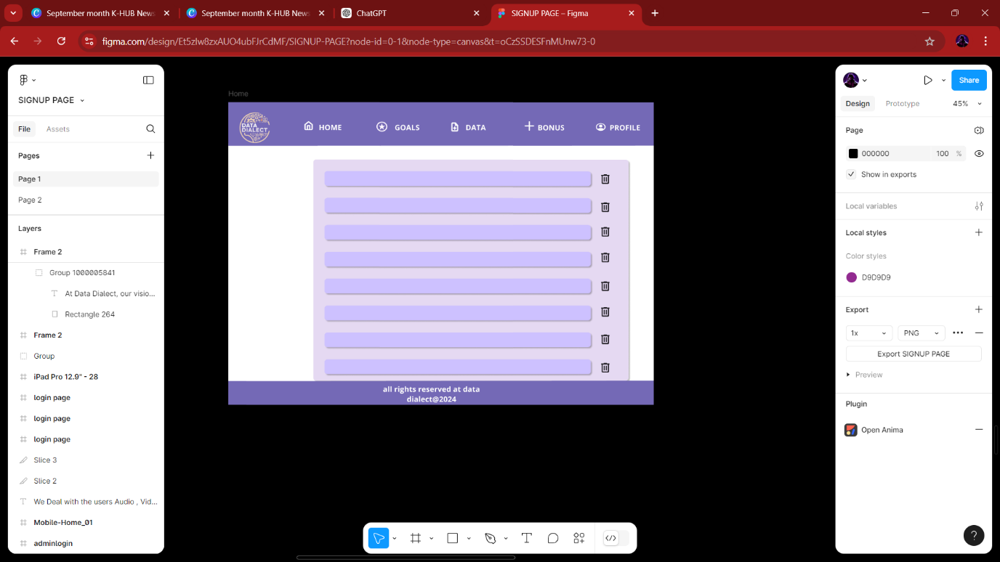 September month K-HUB News
September month K-HUB News
ChatGPT
SIGNUP PAGE – Figma
figma.com/design/Et5zIw8zxAUO4ubFJrCdMF/SIGNUP-PAGE?node-id=0-1&node-type=canvas&t=oCzSSDESFnMUnw73-0
SIGNUP PAGE
File
Assets
Pages
Page 1
Page 2
Layers
Frame 2
Group 1000005841
At Data Dialect, our visio...
Rectangle 264
Frame 2
Group
iPad Pro 12.9" - 28
login page
login page
login page
Slice 3
Slice 2
We Deal with the users Audio , Vid...
Mobile-Home_01
adminlogin
Home
DATA
DIALECT
HOME
GOALS
DATA
BONUS
PROFILE
all rights reserved at data
dialect@2024
Share
Design
Prototype
45%
Page
000000
100 %
Show in exports
Local variables
Local styles
Color styles
D9D9D9
Export
1x
PNG
Export SIGNUP PAGE
Preview
Plugin
Open Anima